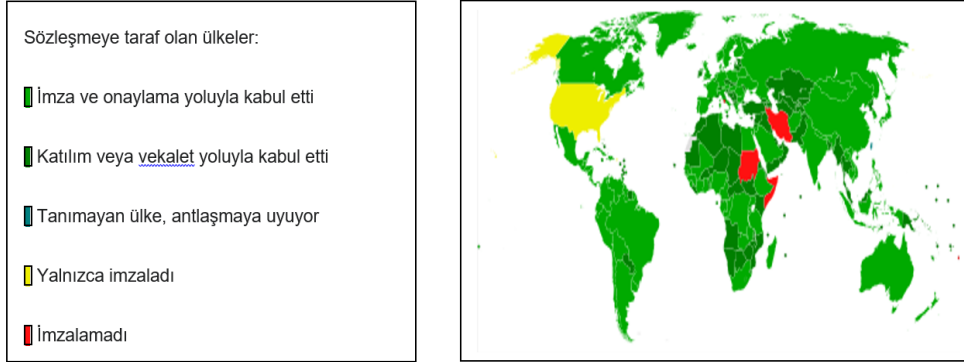 Sözleşmeye taraf olan ülkeler:
İmza ve onaylama yoluyla kabul etti
Katılım veya vekalet yoluyla kabul etti
Tanımayan ülke, antlaşmaya uyuyor
Yalnızca imzaladı
İmzalamadı